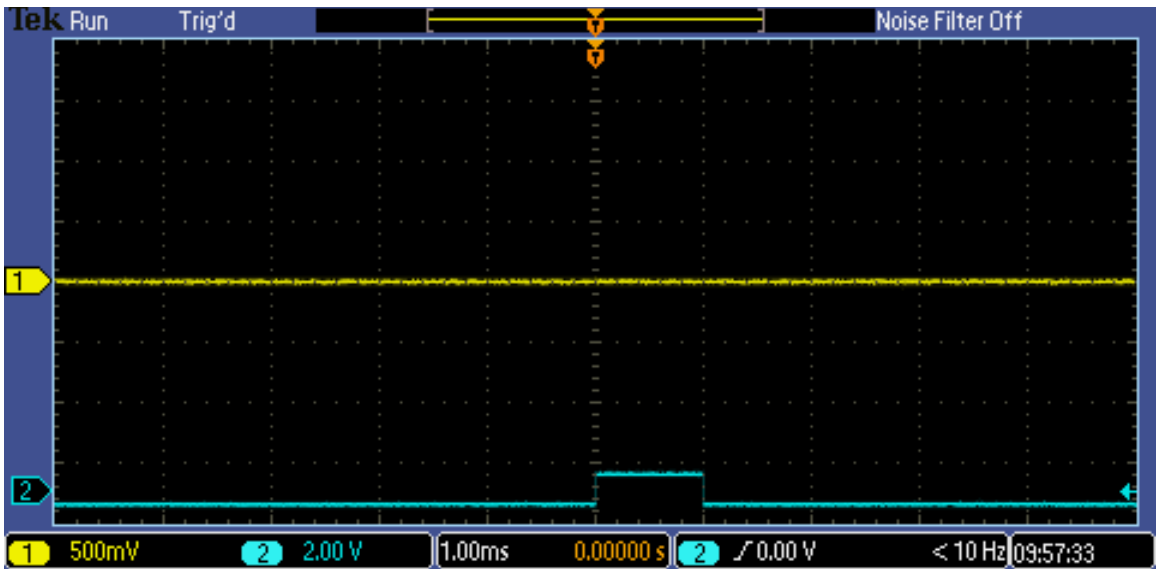 Tek Run Trig'd Noise Filter Off
T
T
1
2
1 500mV 2 2.00 V 1.00ms 0.00000 s 2 0.00 V < 10 Hz 09:57:33